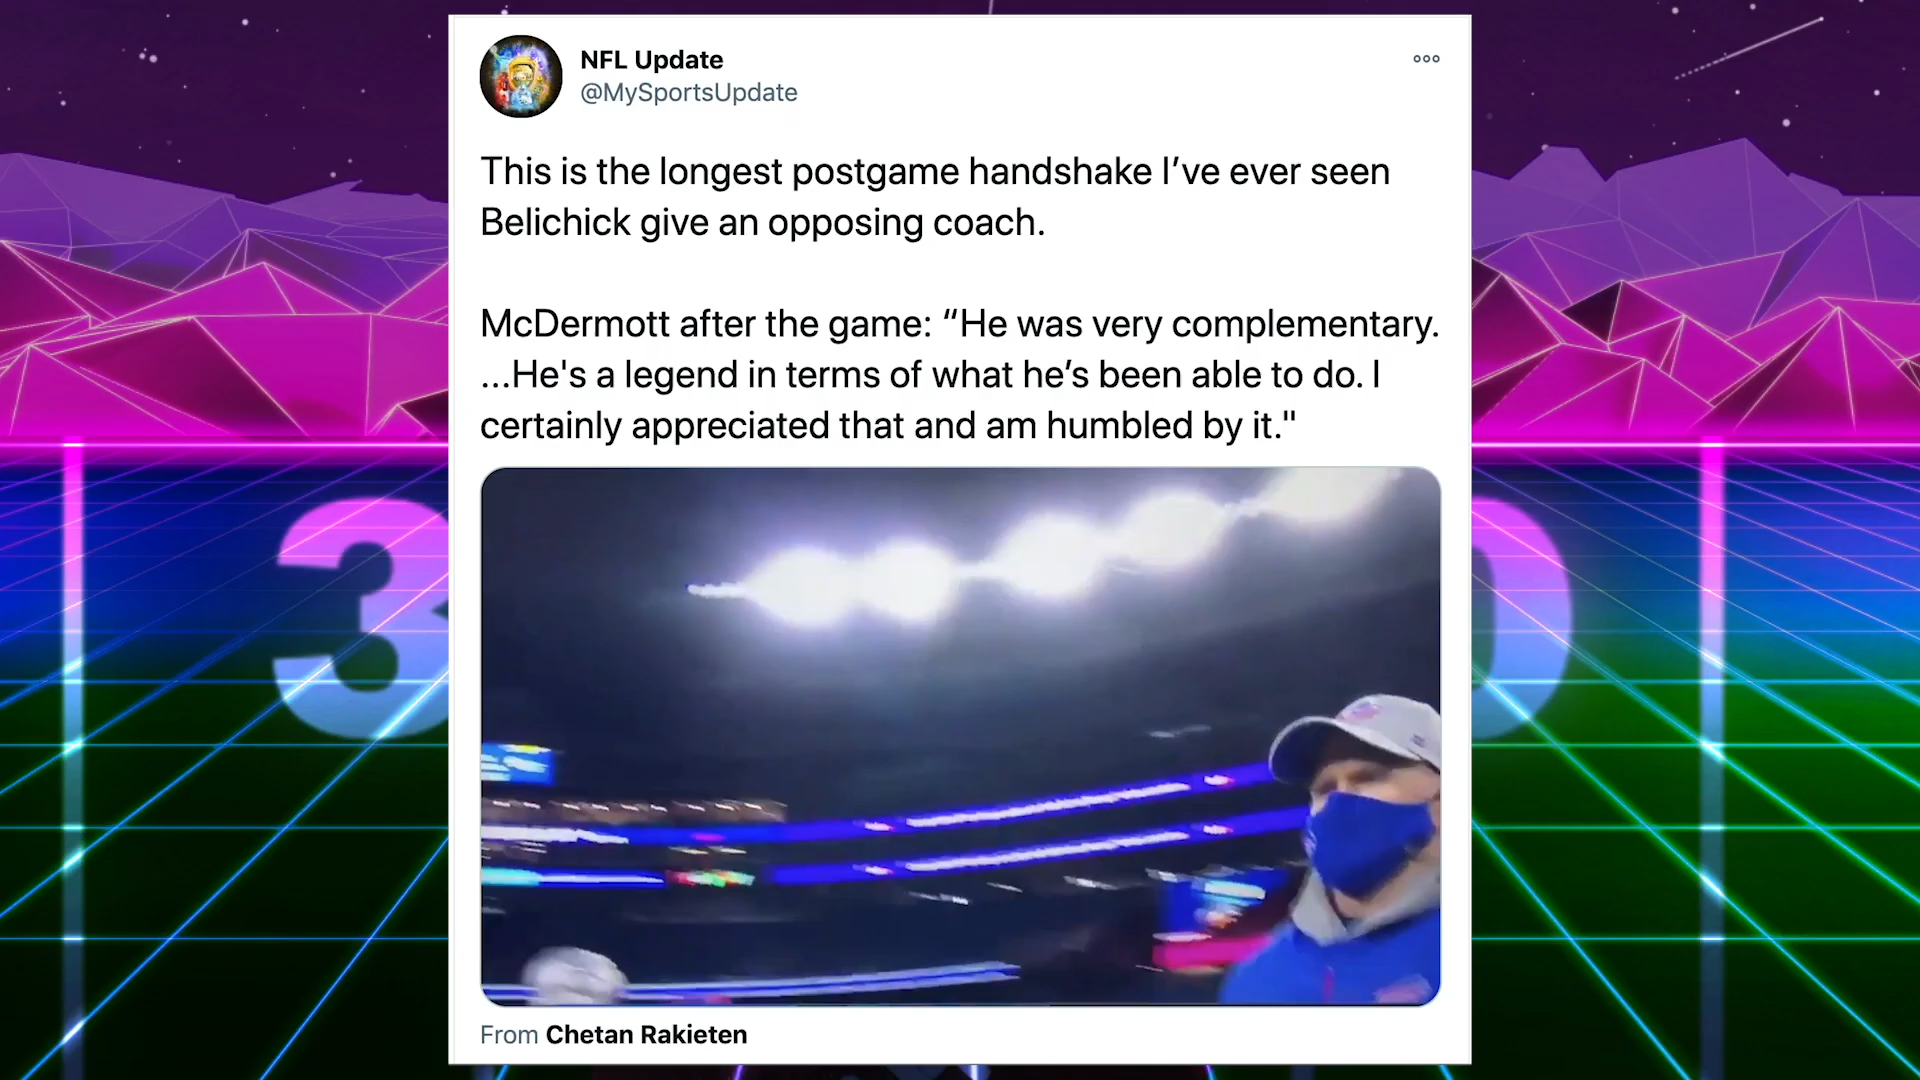 NFL Update
@MySportsUpdate
This is the longest postgame handshake I’ve ever seen
Belichick give an opposing coach.
McDermott after the game: “He was very complementary.
...He's a legend in terms of what he’s been able to do. I
certainly appreciated that and am humbled by it."
From Chetan Rakieten
3
0